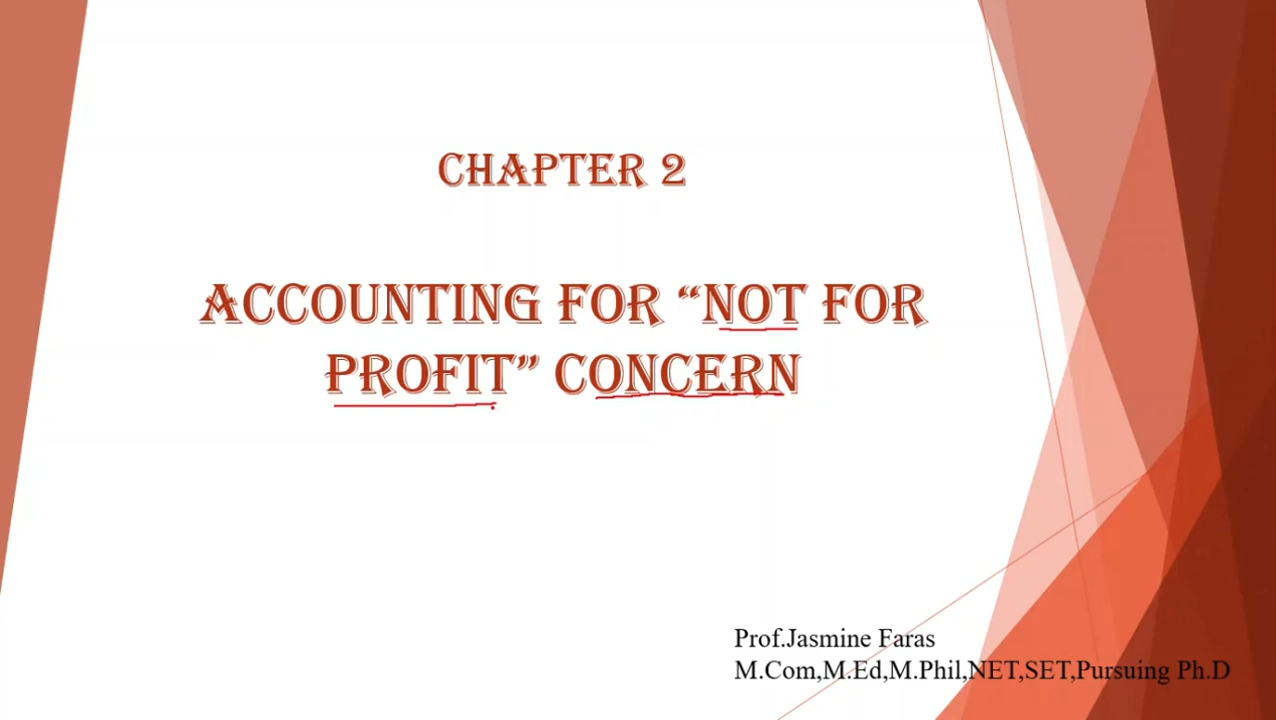 CHAPTER 2
ACCOUNTING FOR “NOT FOR
PROFIT” CONCERN
Prof.Jasmine Faras
M.Com,M.Ed,M.Phil,NET,SET,Pursuing Ph.D